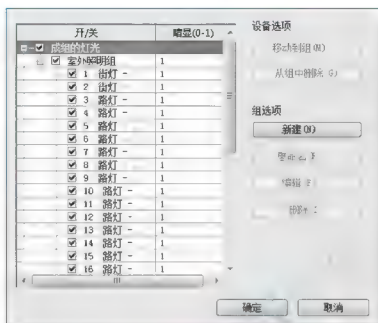 开/关 暗显(0-1)
成组的灯光
室外照明组 1
1 街灯 - 1
2 街灯 1
3 路灯 - 1
4 路灯 - 1
5 路灯 1
6 路灯 - 1
7 路灯 - 1
8 路灯 1
9 路灯 - 1
10 路灯 - 1
11 路灯 - 1
12 路灯 - 1
13 路灯 - 1
14 路灯 - 1
15 路灯 - 1
16 路灯 - 1
设备选项
移动到组(M)
从组中删除(G)
组选项
新建(N)
编辑
删除
确定
取消